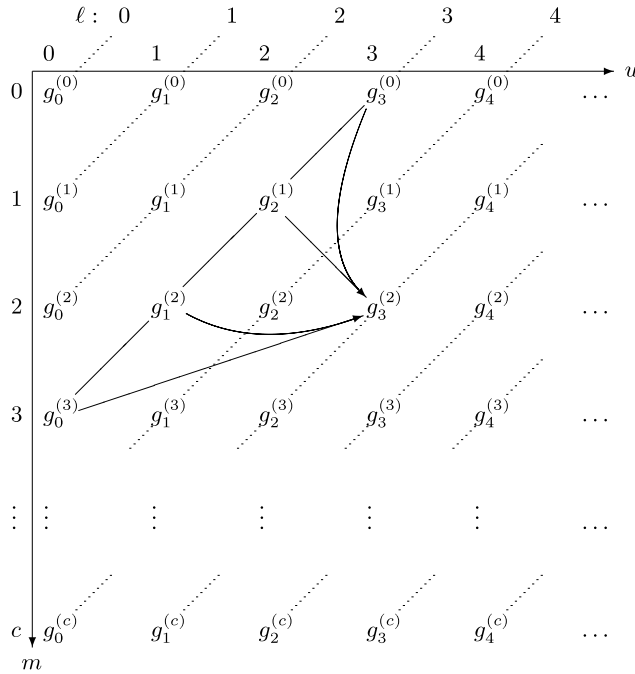 ℓ : 0 1 2 3 4
0 1 2 3 4 u
0 g_0^{(0)} g_1^{(0)} g_2^{(0)} g_3^{(0)} g_4^{(0)} ...
1 g_0^{(1)} g_1^{(1)} g_2^{(1)} g_3^{(1)} g_4^{(1)} ...
2 g_0^{(2)} g_1^{(2)} g_2^{(2)} g_3^{(2)} g_4^{(2)} ...
3 g_0^{(3)} g_1^{(3)} g_2^{(3)} g_3^{(3)} g_4^{(3)} ...
⋮ ⋮ ⋮ ⋮ ⋮ ⋮ ...
c g_0^{(c)} g_1^{(c)} g_2^{(c)} g_3^{(c)} g_4^{(c)} ...
m